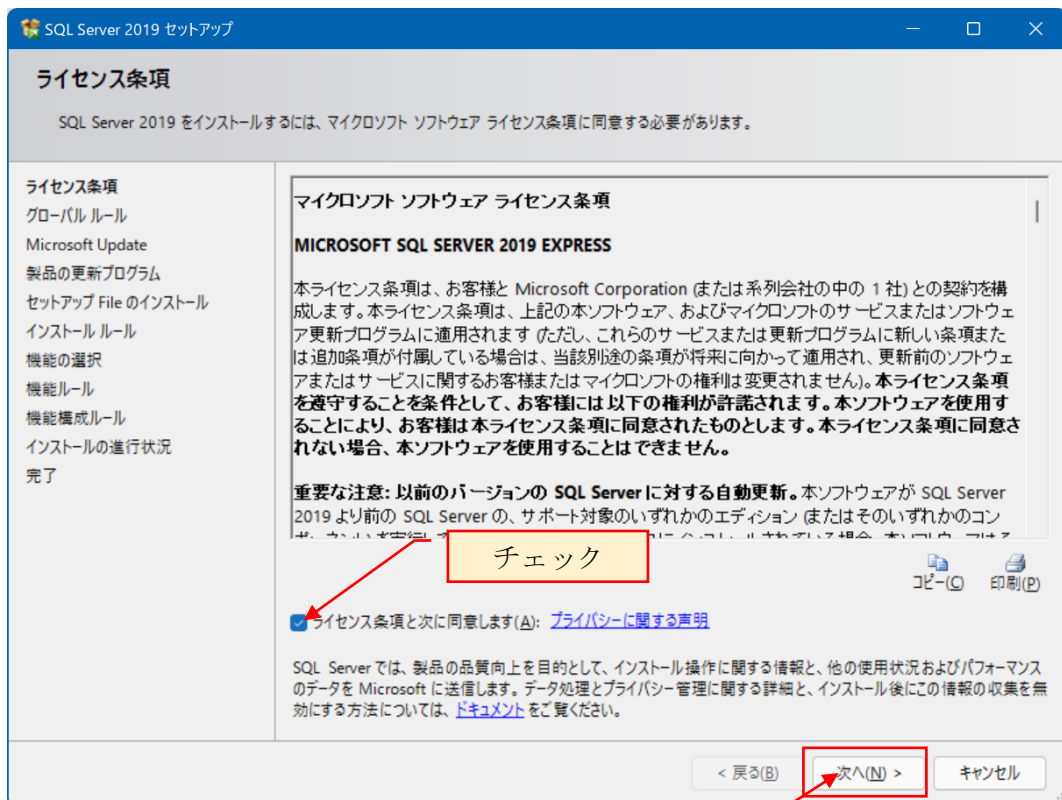 SQL Server 2019 セットアップ
ライセンス条項
SQL Server 2019 をインストールするには、マイクロソフト ソフトウェア ライセンス条項に同意する必要があります。
ライセンス条項
グローバル ルール
Microsoft Update
製品の更新プログラム
セットアップ File のインストール
インストール ルール
機能の選択
機能ルール
機能構成ルール
インストールの進行状況
完了
マイクロソフト ソフトウェア ライセンス条項
MICROSOFT SQL SERVER 2019 EXPRESS
本ライセンス条項は、お客様と Microsoft Corporation (または系列会社の中の 1 社) との契約を構
成します。本ライセンス条項は、上記の本ソフトウェア、およびマイクロソフトのサービスまたはソフトウェ
ア更新プログラムに適用されます (ただし、これらのサービスまたは更新プログラムに新しい条項また
は追加条項が付属している場合は、当該別途の条項が将来に向かって適用され、更新前のソフトウェ
アまたはサービスに関するお客様またはマイクロソフトの権利は変更されません)。本ライセンス条項
を遵守することを条件として、お客様には以下の権利が許諾されます。本ソフトウェアを使用す
ることにより、お客様は本ライセンス条項に同意されたものとします。本ライセンス条項に同意さ
れない場合、本ソフトウェアを使用することはできません。
重要な注意: 以前のバージョンの SQL Server に対する自動更新。本ソフトウェアが SQL Server
2019 より前の SQL Server の、サポート対象のいずれかのエディション (またはそのいずれかのコン
チェック
コピー(C) 印刷(P)
ライセンス条項と次に同意します(A): プライバシーに関する声明
SQL Server では、製品の品質向上を目的として、インストール操作に関する情報と、他の使用状況およびパフォーマンス
のデータを Microsoft に送信します。データ処理とプライバシー管理に関する詳細と、インストール後にこの情報の収集を無
効にする方法については、ドキュメントをご覧ください。
< 戻る(B) 次へ(N) > キャンセル